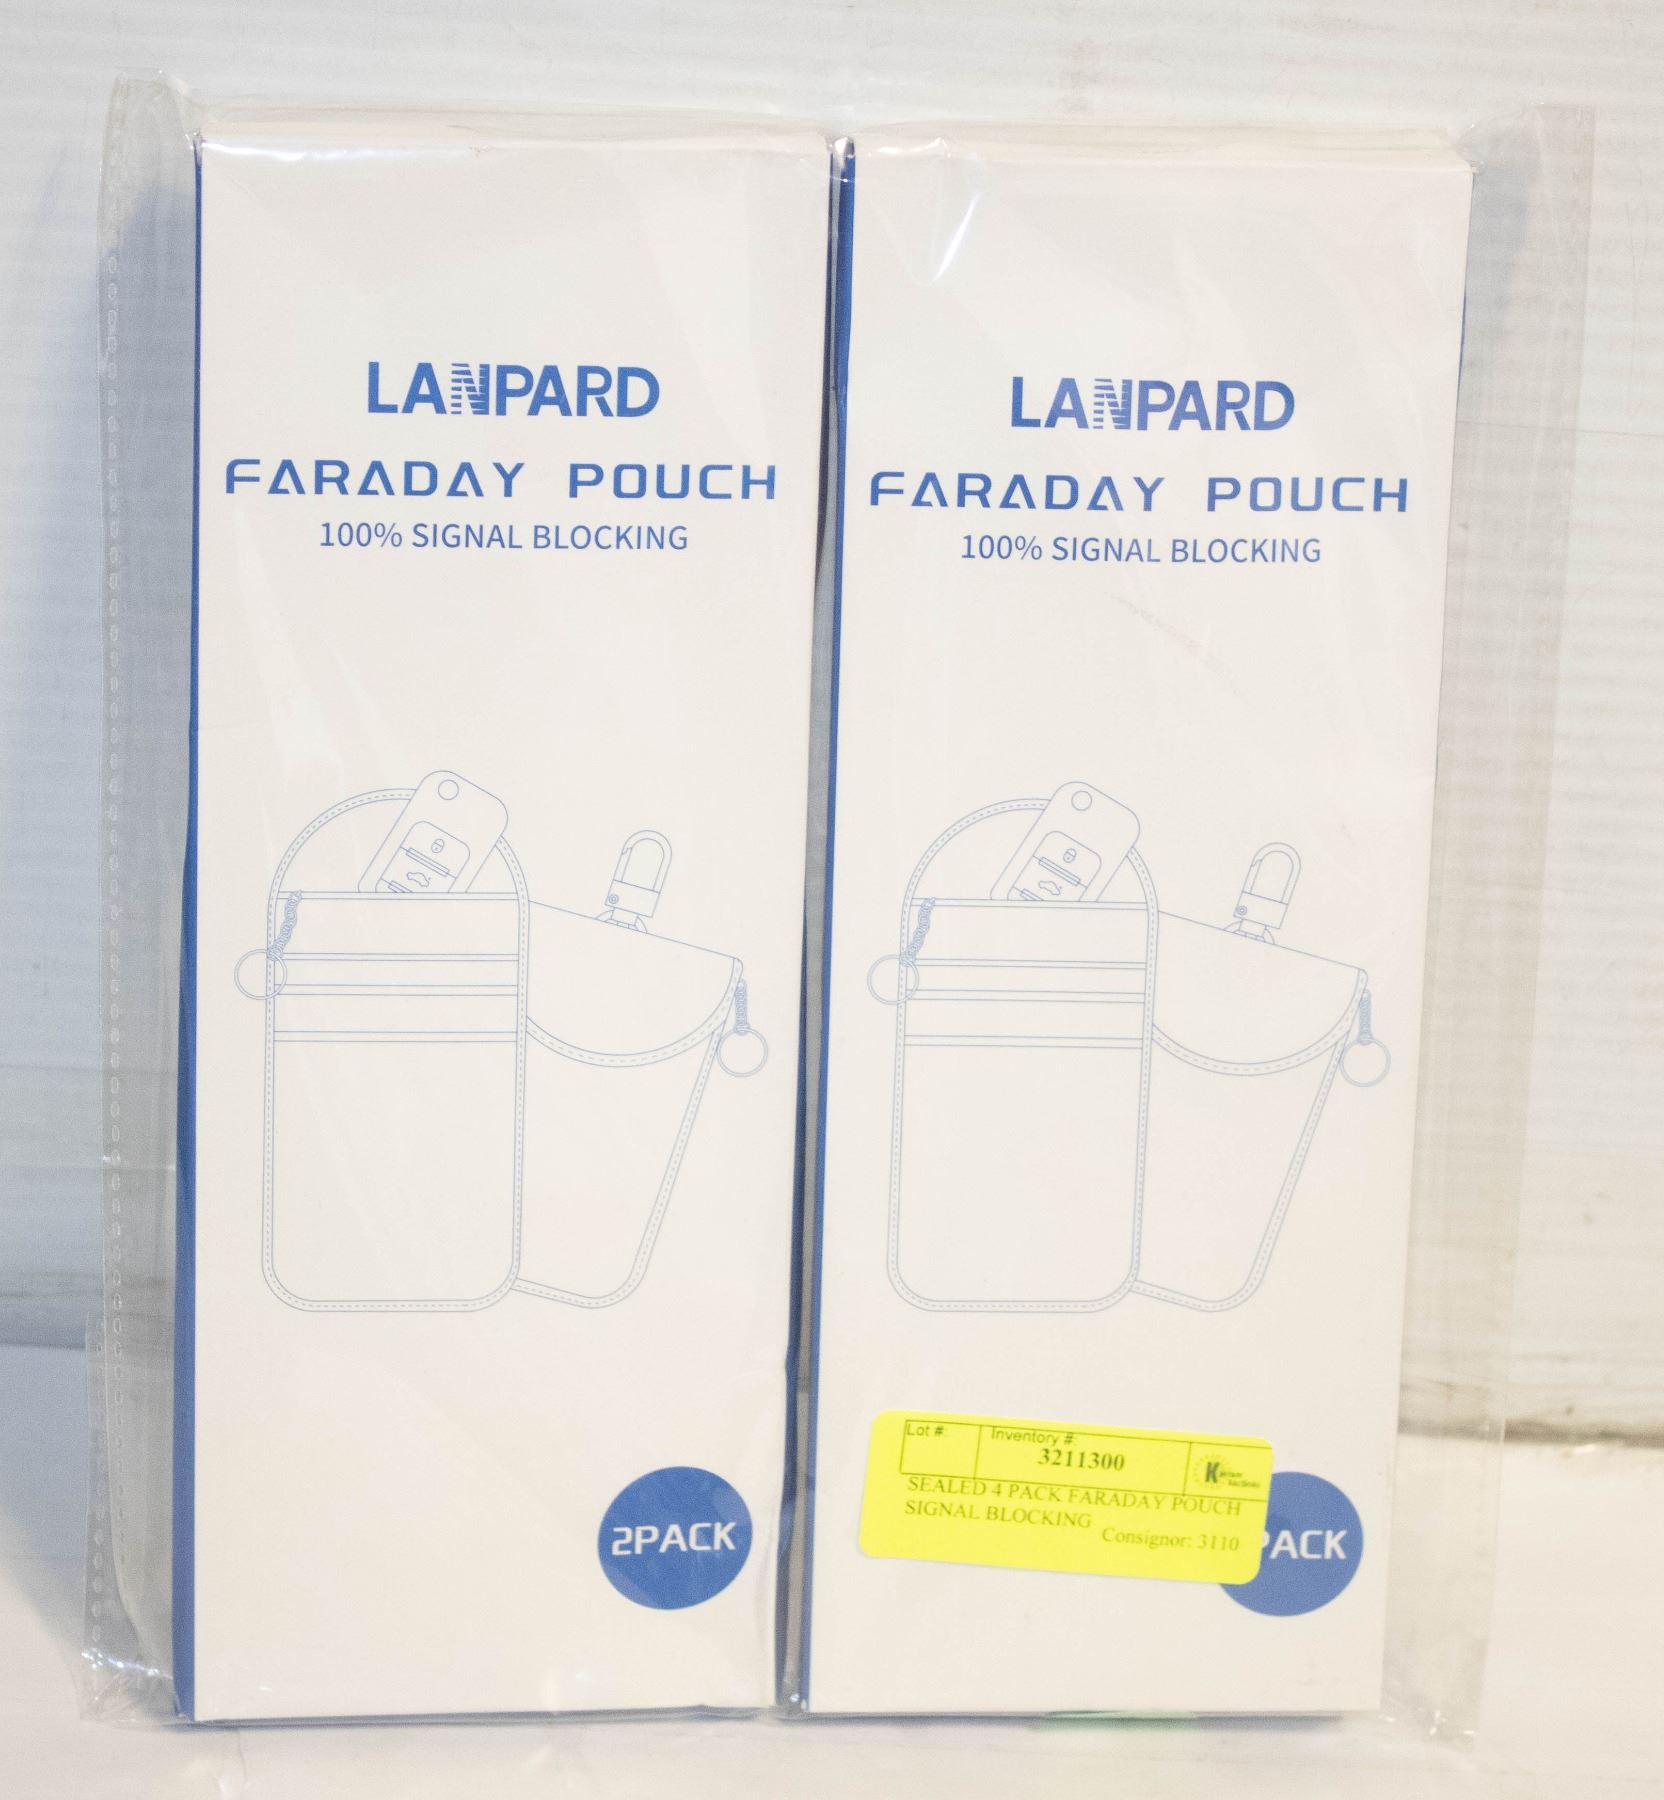 LANPARD
FARADAY POUCH
100% SIGNAL BLOCKING
2PACK
LANPARD
FARADAY POUCH
100% SIGNAL BLOCKING
PACK
Lot #:
Inventory #:
3211300
SEALED 4 PACK FARADAY POUCH
SIGNAL BLOCKING
Consignor: 3110